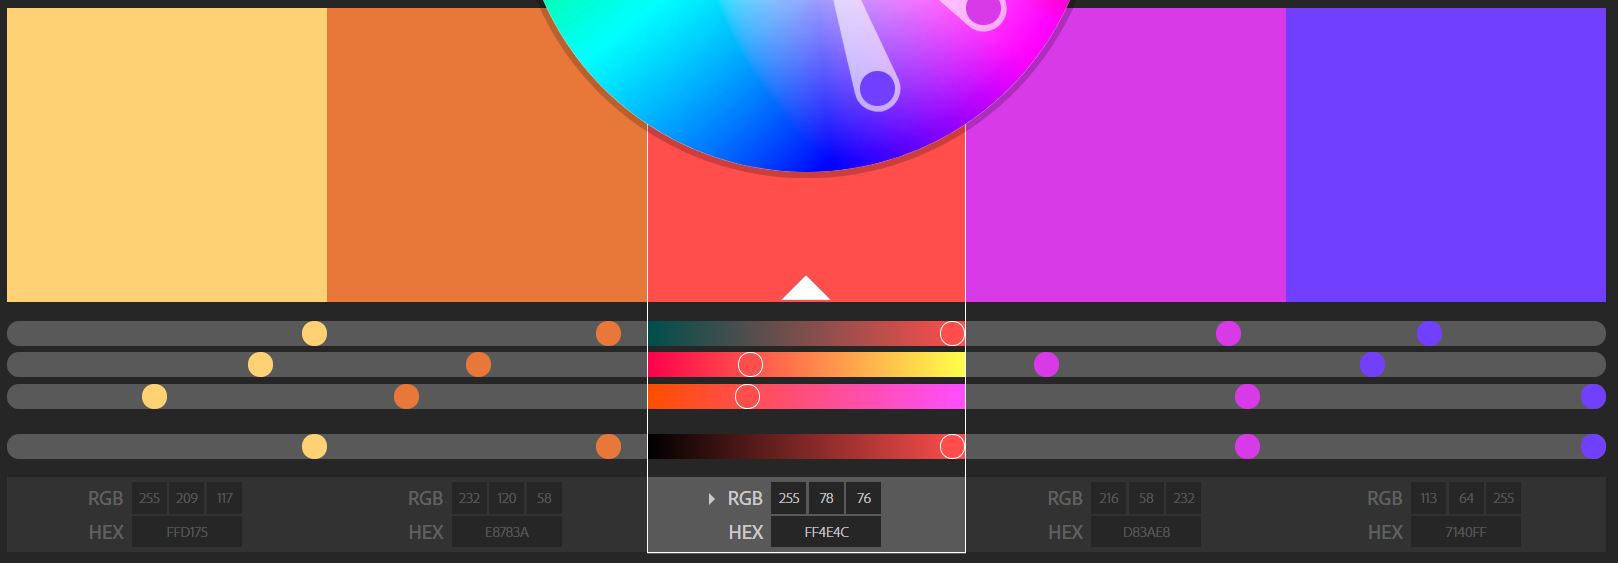 RGB 255 209 117
HEX FFD175
RGB 232 120 58
HEX E8783A
RGB 255 78 76
HEX FF4E4C
RGB 216 58 232
HEX D83AE8
RGB 113 64 255
HEX 7140FF